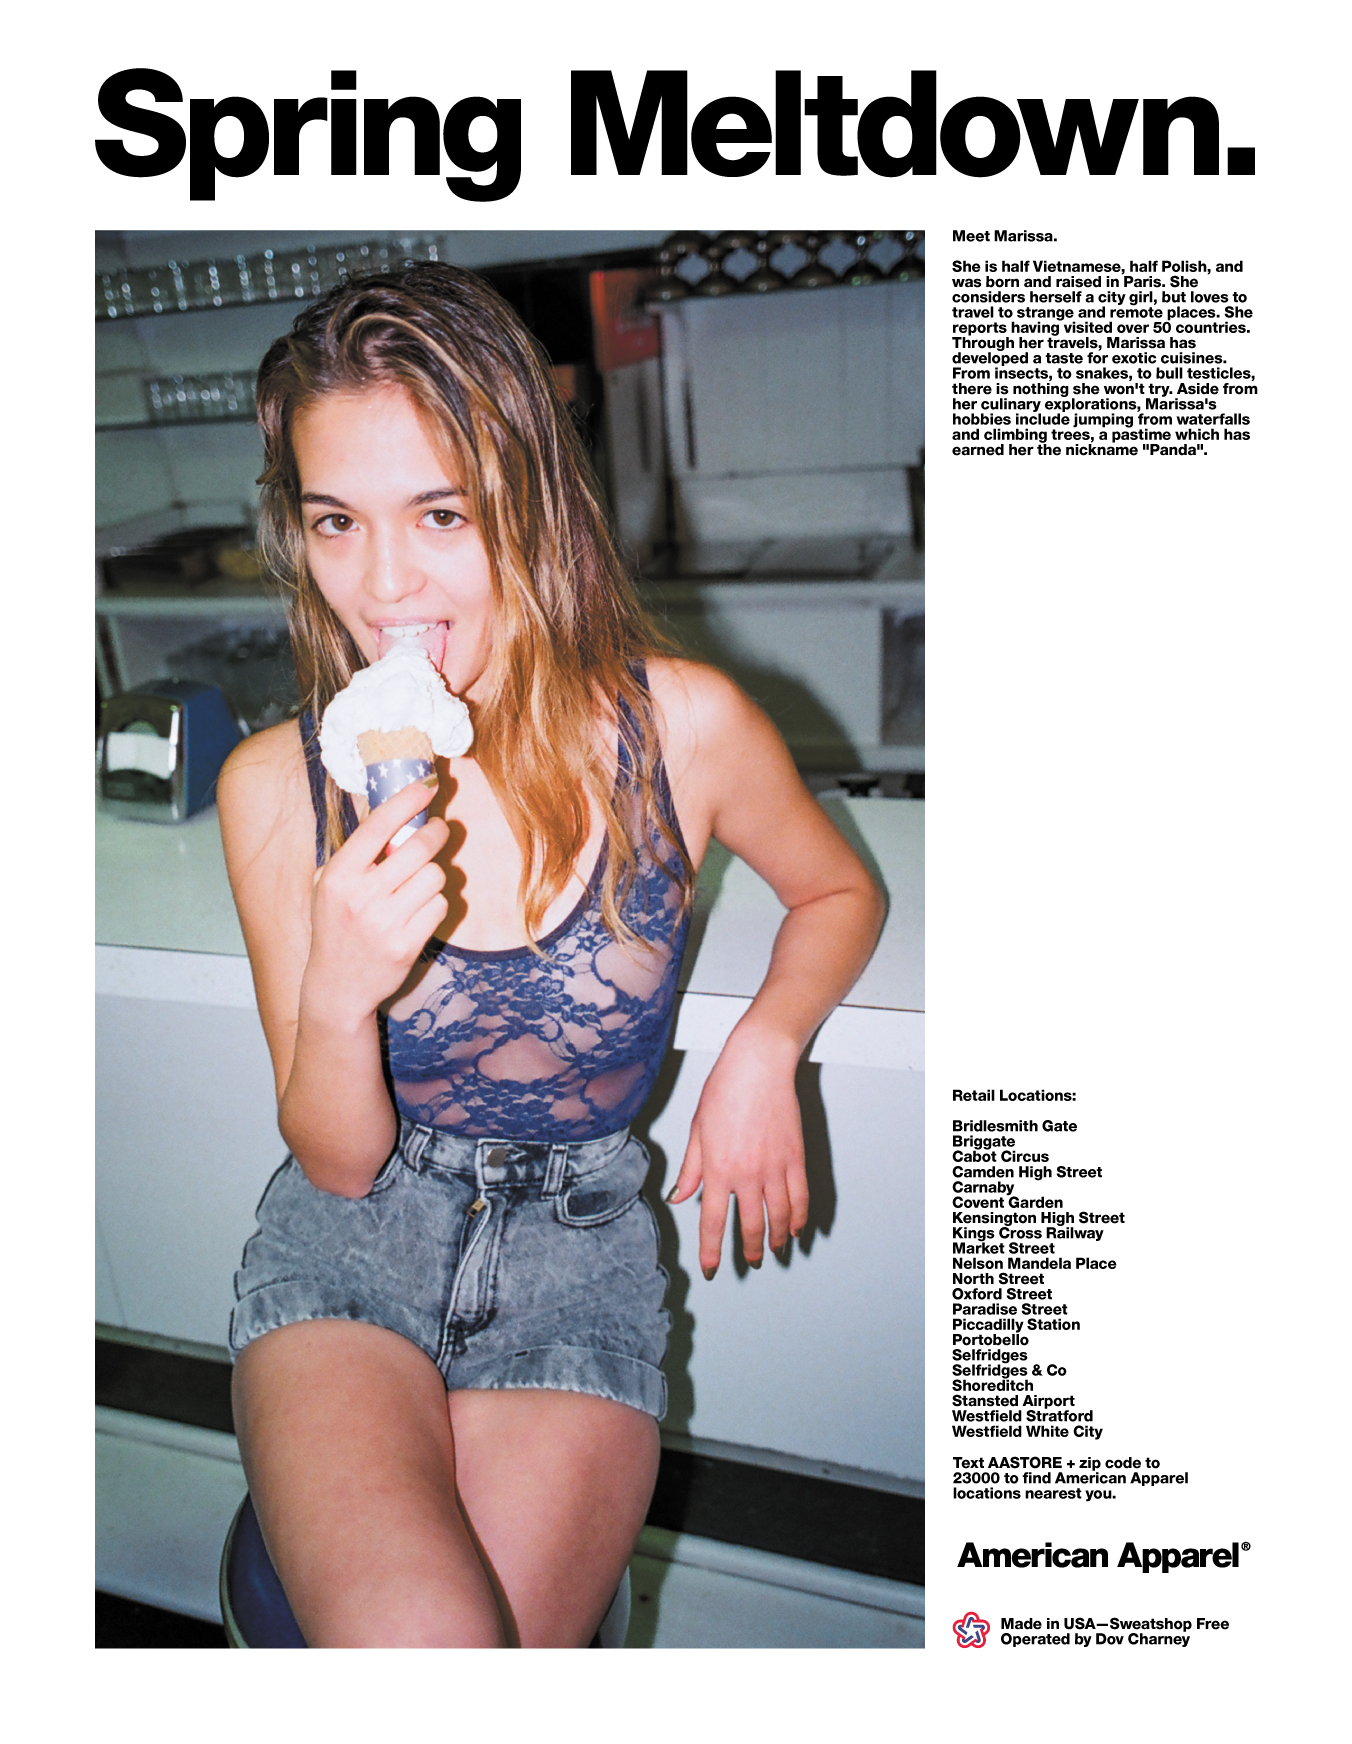 Spring Meltdown.
Meet Marissa.
She is half Vietnamese, half Polish, and
was born and raised in Paris. She
considers herself a city girl, but loves to
travel to strange and remote places. She
reports having visited over 50 countries.
Through her travels, Marissa has
developed a taste for exotic cuisines.
From insects, to snakes, to bull testicles,
there is nothing she won't try. Aside from
her culinary explorations, Marissa's
hobbies include jumping from waterfalls
and climbing trees, a pastime which has
earned her the nickname "Panda".
Retail Locations:
Bridlesmith Gate
Briggate
Cabot Circus
Camden High Street
Carnaby
Covent Garden
Kensington High Street
Kings Cross Railway
Market Street
Nelson Mandela Place
North Street
Oxford Street
Paradise Street
Piccadilly Station
Portobello
Selfridges
Selfridges & Co
Shoreditch
Stansted Airport
Westfield Stratford
Westfield White City
Text AASTORE + zip code to
23000 to find American Apparel
locations nearest you.
American Apparel®
Made in USA—Sweatshop Free
Operated by Dov Charney